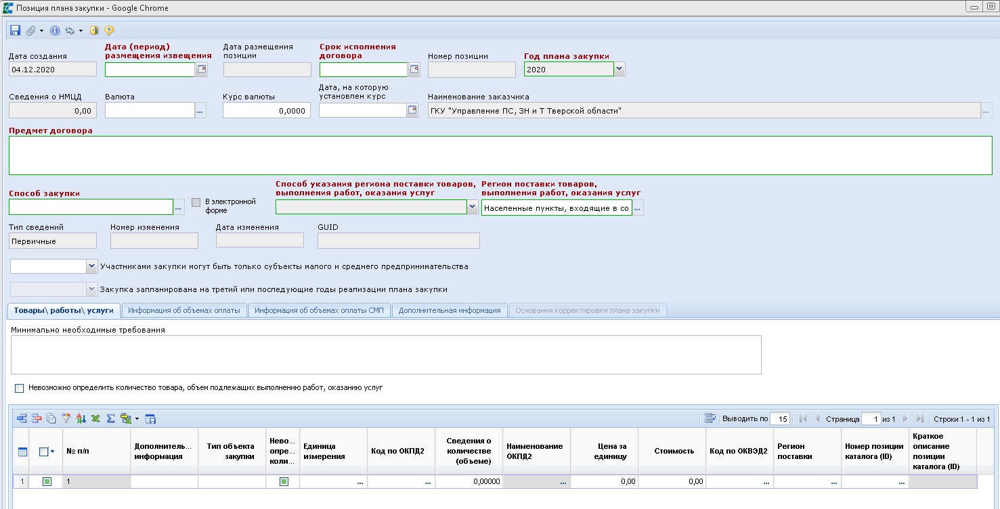 Позиция плана закупки - Google Chrome
Дата создания
Дата (период)
размещения извещения
Дата размещения
позиции
Срок исполнения
договора
Номер позиции
Год плана закупки
04.12.2020
2020
Сведения о НМЦД
Валюта
Курс валюты
Дата, на которую
установлен курс
Наименование заказчика
0,00
...
0,0000
ГКУ "Управление ПС, ЗН и Т Тверской области"
...
Предмет договора
Способ закупки
...
В электронной
форме
Способ указания региона поставки товаров,
выполнения работ, оказания услуг
Регион поставки товаров,
выполнения работ, оказания услуг
Населенные пункты, входящие в со
...
Тип сведений
Номер изменения
Дата изменения
GUID
Первичные
Участниками закупки могут быть только субъекты малого и среднего предпринимательства
Закупка запланирована на третий или последующие годы реализации плана закупки
Товары\ работы\ услуги
Информация об объемах оплаты
Информация об объемах оплаты СМП
Дополнительная информация
Основания корректировки плана закупки
Минимально необходимые требования
Невозможно определить количество товара, объем подлежащих выполнению работ, оказанию услуг
Выводить по 15
Страница 1 из 1
Строки 1 - 1 из 1
№ п/п
Дополнитель...
информация
Тип объекта
закупки
Нево...
опре...
коли...
Единица
измерения
Код по ОКПД2
Сведения о
количестве
(объеме)
Наименование
ОКПД2
Цена за
единицу
Стоимость
Код по ОКВЭД2
Регион
поставки
Номер позиции
каталога (ID)
Краткое
описание
позиции
каталога (ID)
1 1 ... ... 0,00000 ... 0,00 0,00 ... ... ...